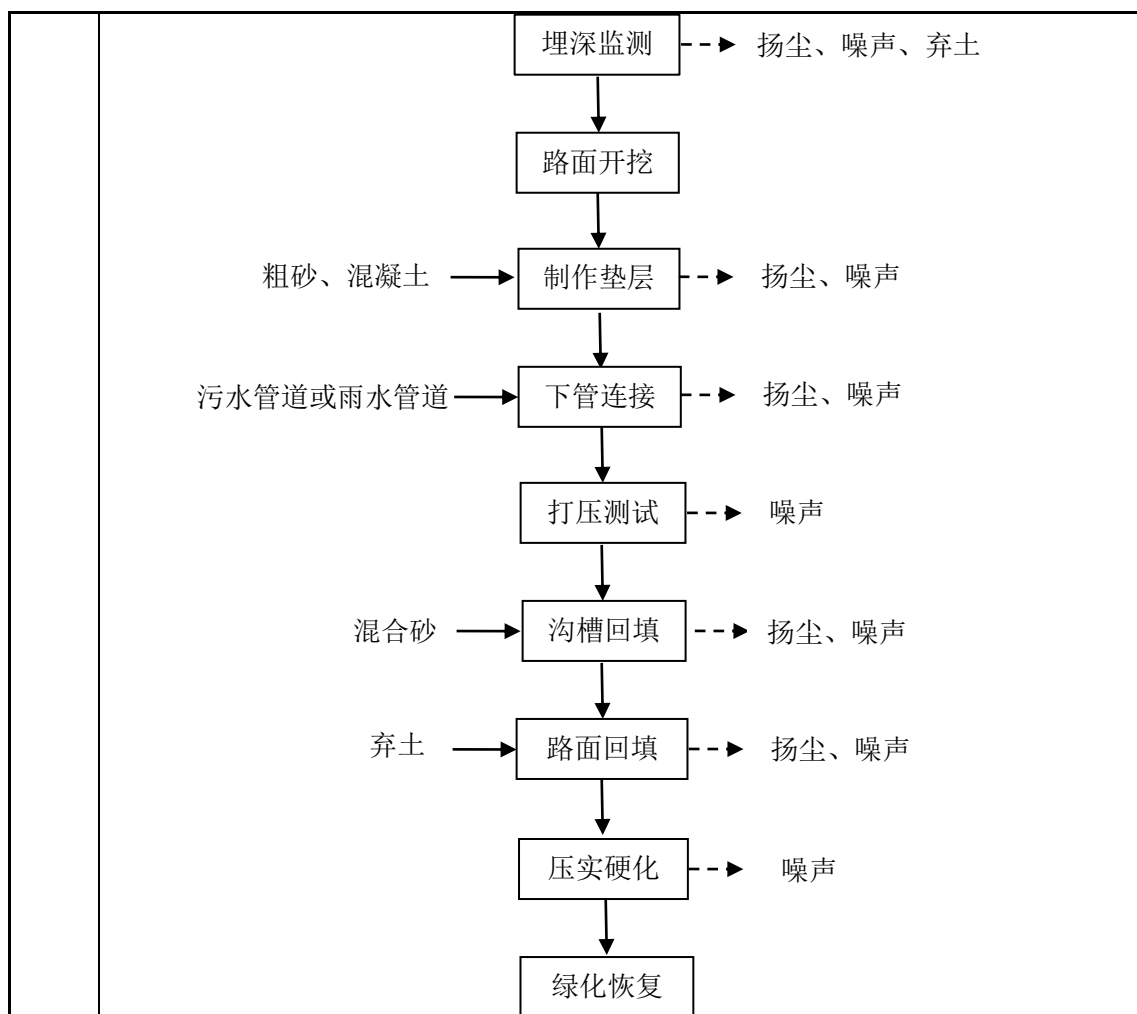 埋深监测 扬尘、噪声、弃土
路面开挖
粗砂、混凝土 制作垫层 扬尘、噪声
污水管道或雨水管道 下管连接 扬尘、噪声
打压测试 噪声
混合砂 沟槽回填 扬尘、噪声
弃土 路面回填 扬尘、噪声
压实硬化 噪声
绿化恢复